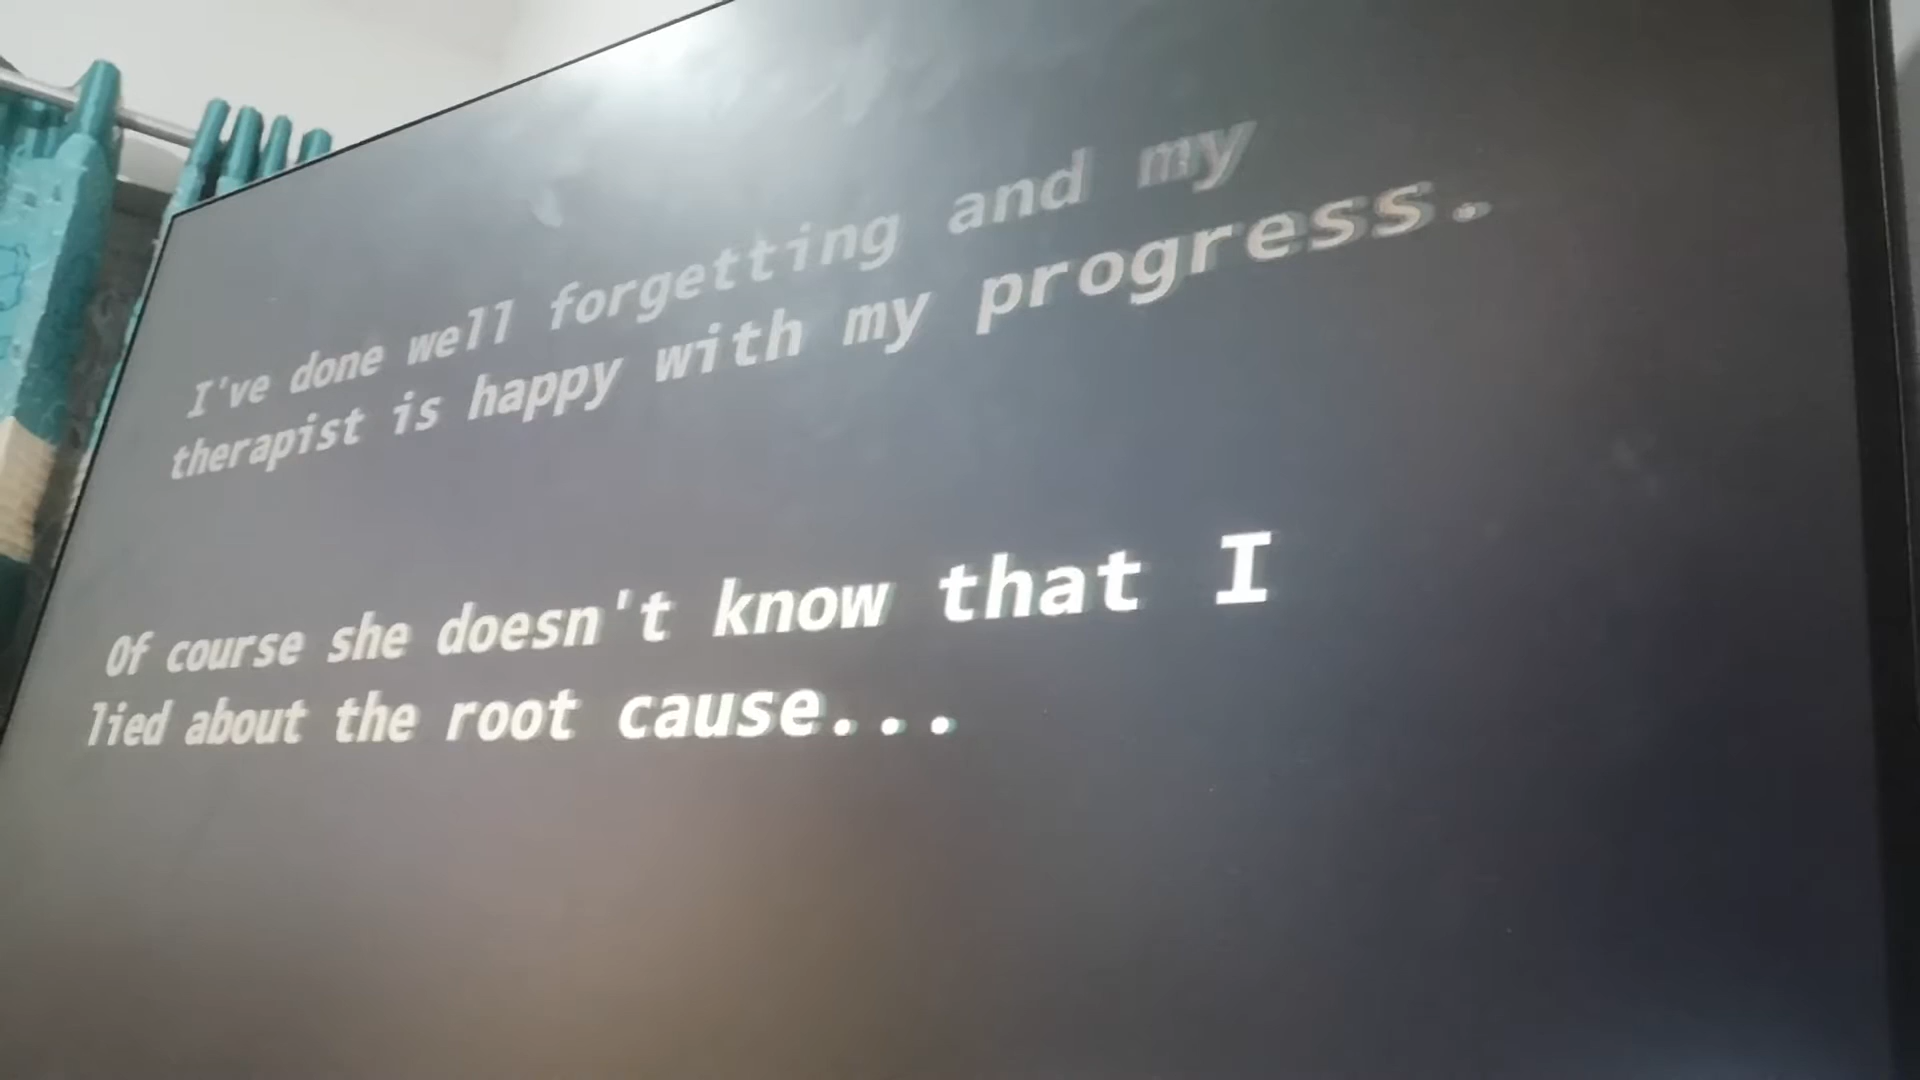 I've done well forgetting and my
therapist is happy with my progress.
Of course she doesn't know that I
lied about the root cause...